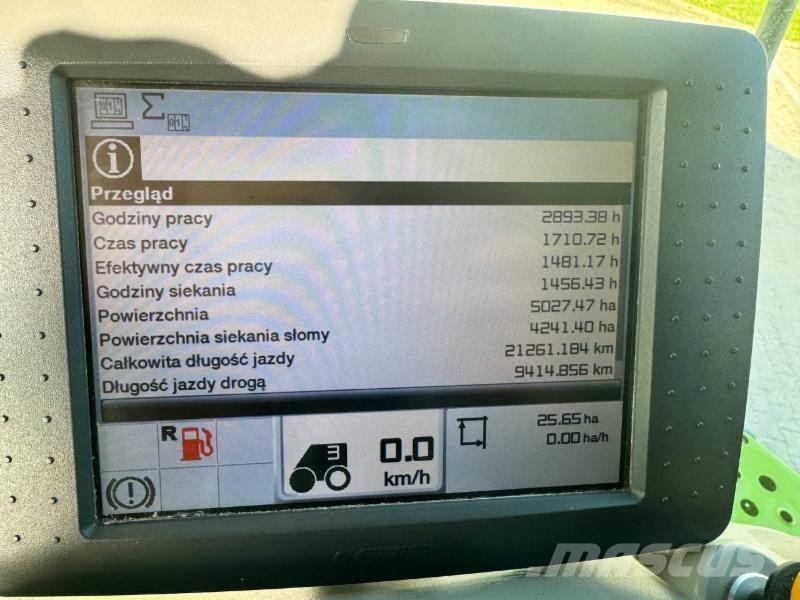 Przegląd
Godziny pracy 2893.38 h
Czas pracy 1710.72 h
Efektywny czas pracy 1481.17 h
Godziny siekania 1456.43 h
Powierzchnia 5027.47 ha
Powierzchnia siekania słomy 4241.40 ha
Całkowita długość jazdy 21261.184 km
Długość jazdy drogą 9414.856 km
R
3
0.0
km/h
25.65 ha
0.00 ha/h
CEBIS
MASCUS